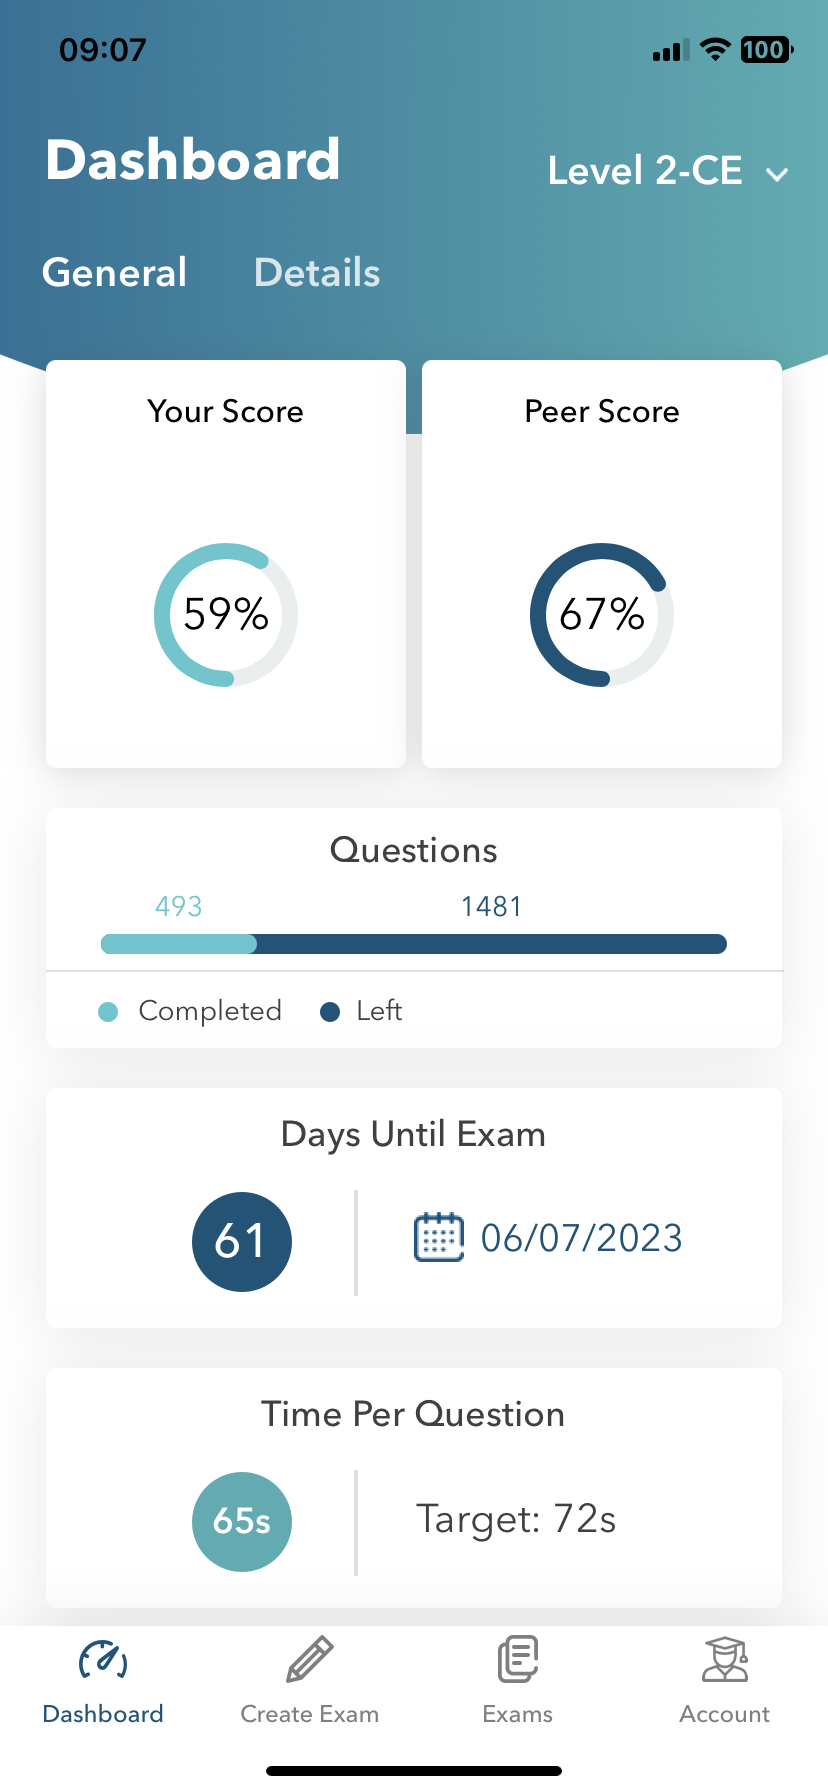 09:07
100
Dashboard
Level 2-CE
General Details
Your Score
Peer Score
59%
67%
Questions
493 1481
Completed Left
Days Until Exam
61
06/07/2023
Time Per Question
65s
Target: 72s
Dashboard Create Exam Exams Account